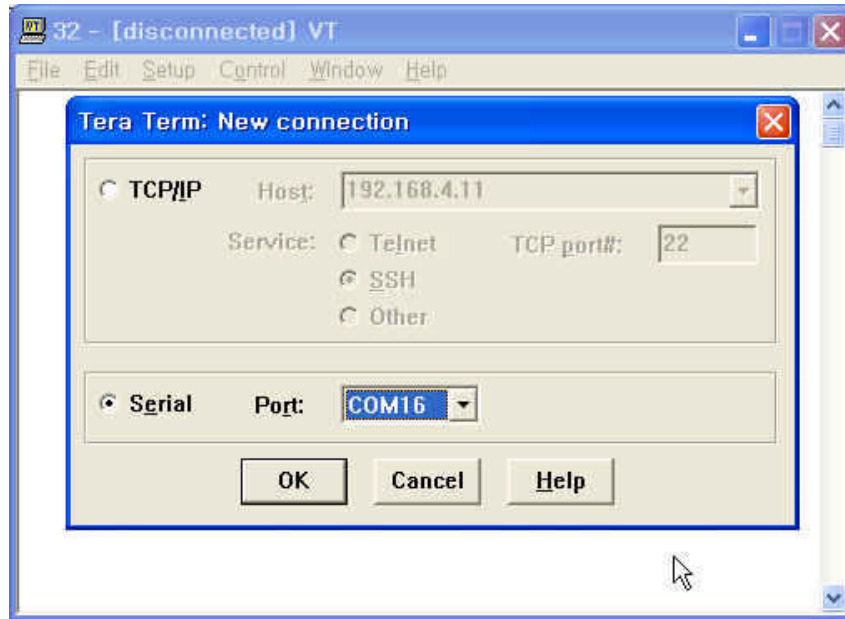 32 - [disconnected] VT
File Edit Setup Control Window Help
Tera Term: New connection
TCP/IP Host: 192.168.4.11
Service: Telnet TCP port#: 22
SSH
Other
Serial Port: COM16
OK Cancel Help